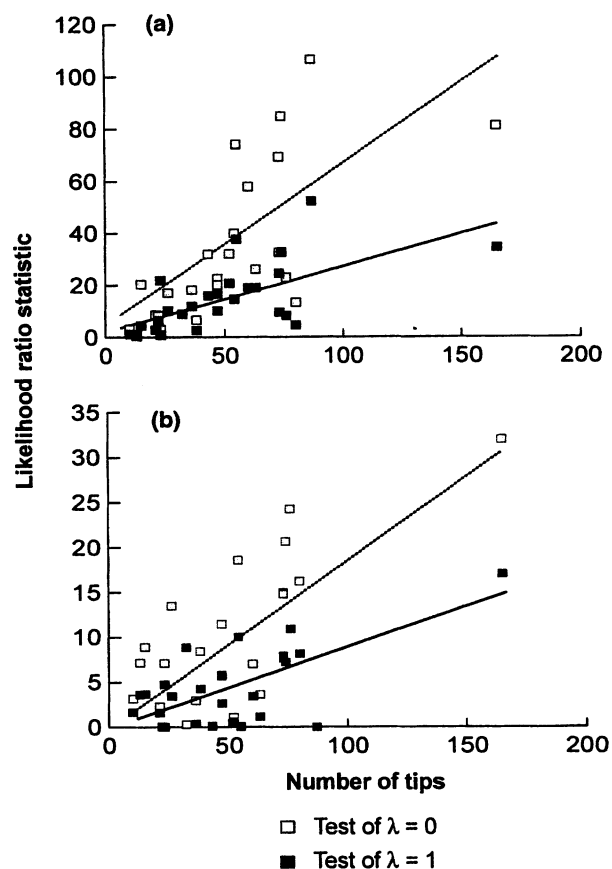 (a)
120
100
80
60
40
20
0
0 50 100 150 200
Likelihood ratio statistic
(b)
35
30
25
20
15
10
5
0
0 50 100 150 200
Number of tips
Test of λ = 0
Test of λ = 1